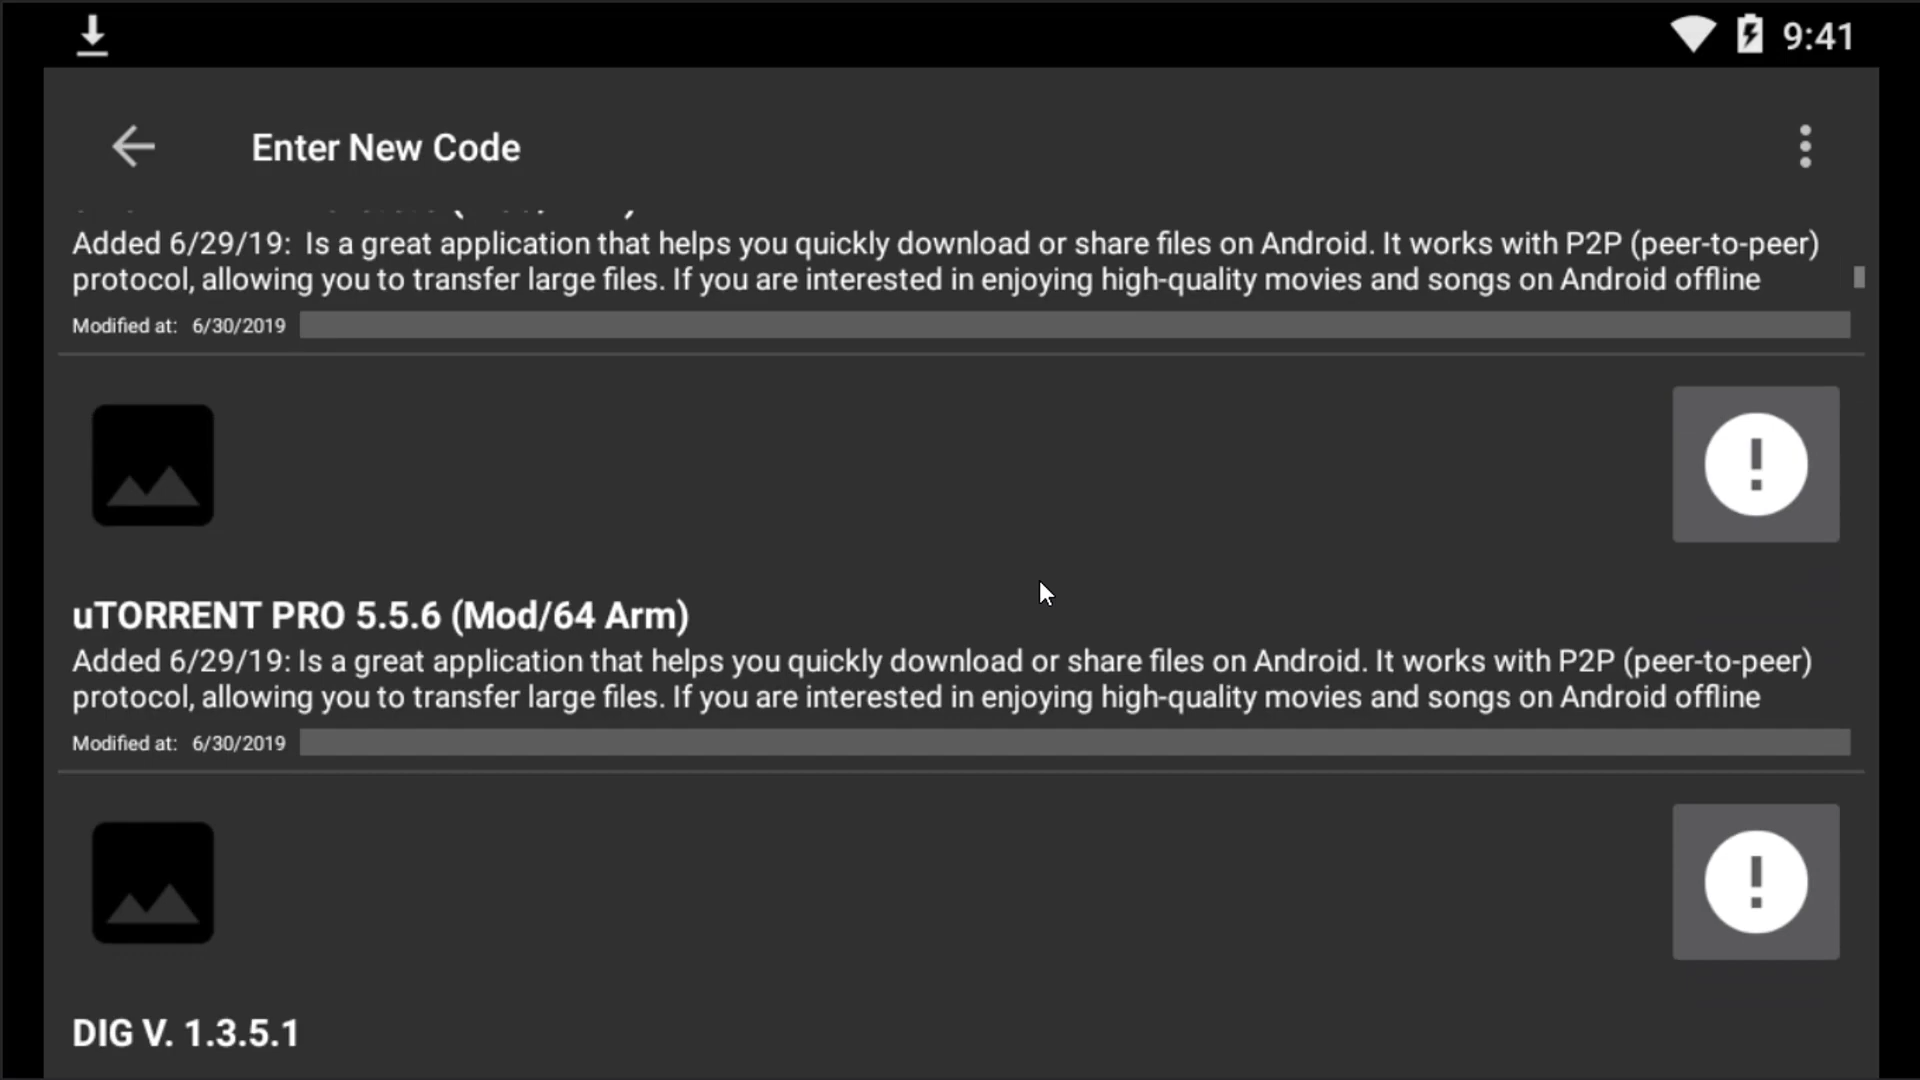 9:41
Enter New Code
Added 6/29/19:  Is a great application that helps you quickly download or share files on Android. It works with P2P (peer-to-peer)
protocol, allowing you to transfer large files. If you are interested in enjoying high-quality movies and songs on Android offline
Modified at: 6/30/2019
uTORRENT PRO 5.5.6 (Mod/64 Arm)
Added 6/29/19: Is a great application that helps you quickly download or share files on Android. It works with P2P (peer-to-peer)
protocol, allowing you to transfer large files. If you are interested in enjoying high-quality movies and songs on Android offline
Modified at: 6/30/2019
DIG V. 1.3.5.1